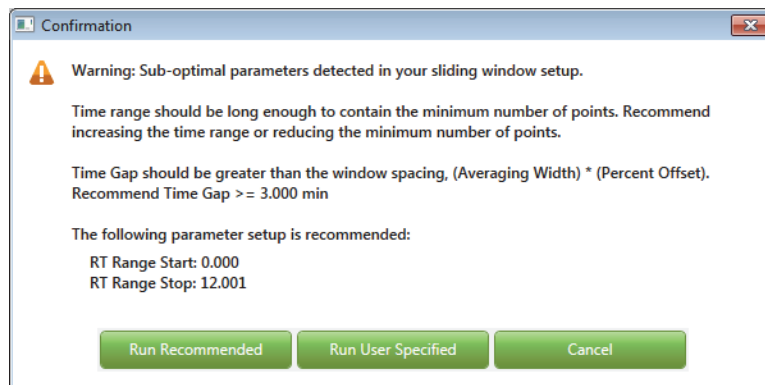 Confirmation
Warning: Sub-optimal parameters detected in your sliding window setup.
Time range should be long enough to contain the minimum number of points. Recommend
increasing the time range or reducing the minimum number of points.
Time Gap should be greater than the window spacing, (Averaging Width) * (Percent Offset).
Recommend Time Gap >= 3.000 min
The following parameter setup is recommended:
RT Range Start: 0.000
RT Range Stop: 12.001
Run Recommended
Run User Specified
Cancel